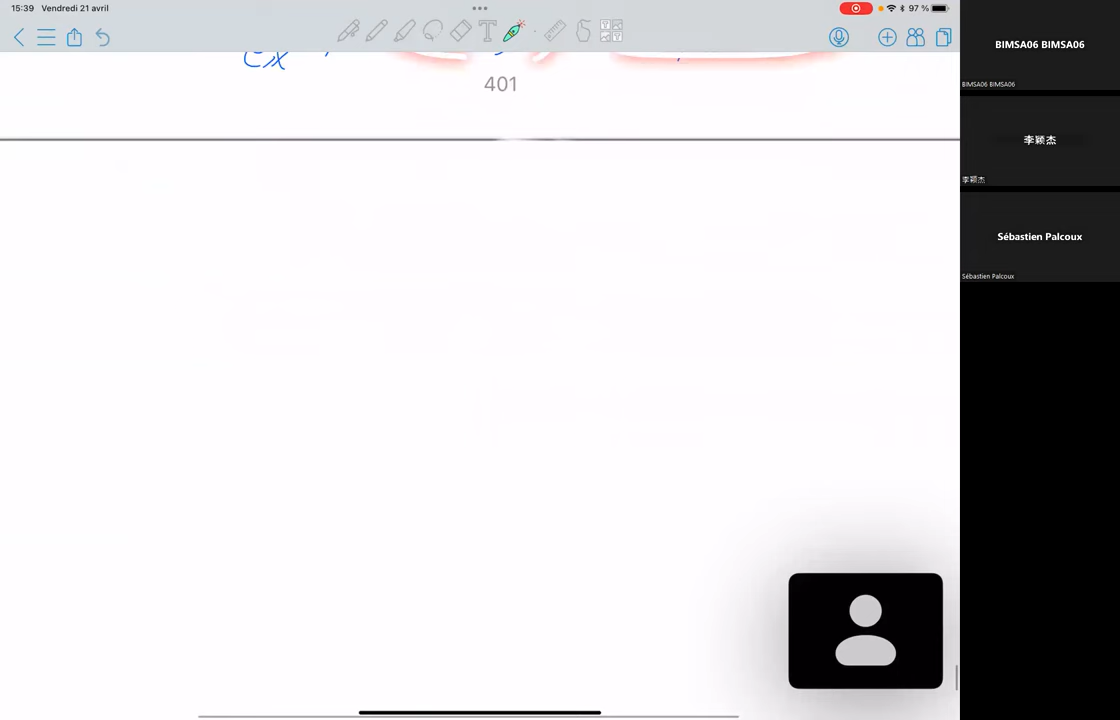 15:39 Vendredi 21 avril
97 %
ex
401
T
BIMSA06 BIMSA06
BIMSA06 BIMSA06
李颖杰
李颖杰
Sébastien Palcoux
Sébastien Palcoux